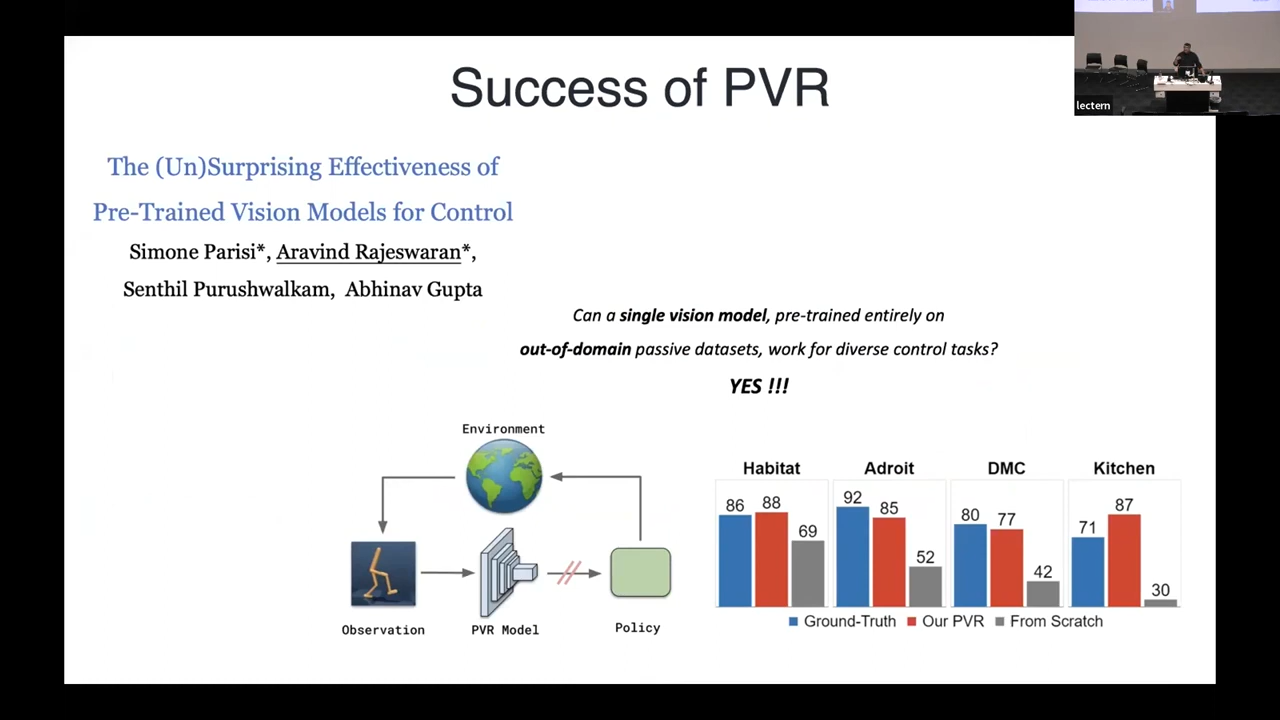 Success of PVR
lectern
The (Un)Surprising Effectiveness of
Pre-Trained Vision Models for Control
Simone Parisi*, Aravind Rajeswaran*,
Senthil Purushwalkam, Abhinav Gupta
Can a single vision model, pre-trained entirely on
out-of-domain passive datasets, work for diverse control tasks?
YES !!!
Environment
Observation
PVR Model
Policy
Habitat
86 88 69
Adroit
92 85 52
DMC
80 77 42
Kitchen
71 87 30
Ground-Truth Our PVR From Scratch